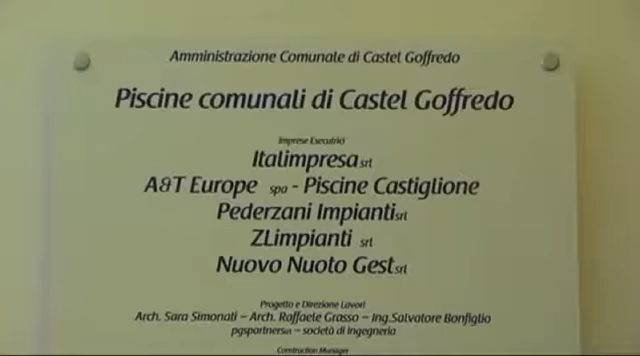 Amministrazione Comunale di Castel Goffredo
Piscine comunali di Castel Goffredo
Imprese Esecutrici
Italimpresa srl
A&T Europe spa - Piscine Castiglione
Pederzani Impianti srl
ZLimpianti srl
Nuovo Nuoto Gest srl
Progetto e Direzione Lavori
Arch. Sara Simonati – Arch. Raffaele Grasso – Ing.Salvatore Bonfiglio
pgspartner srl – società di ingegneria
Construction Manager